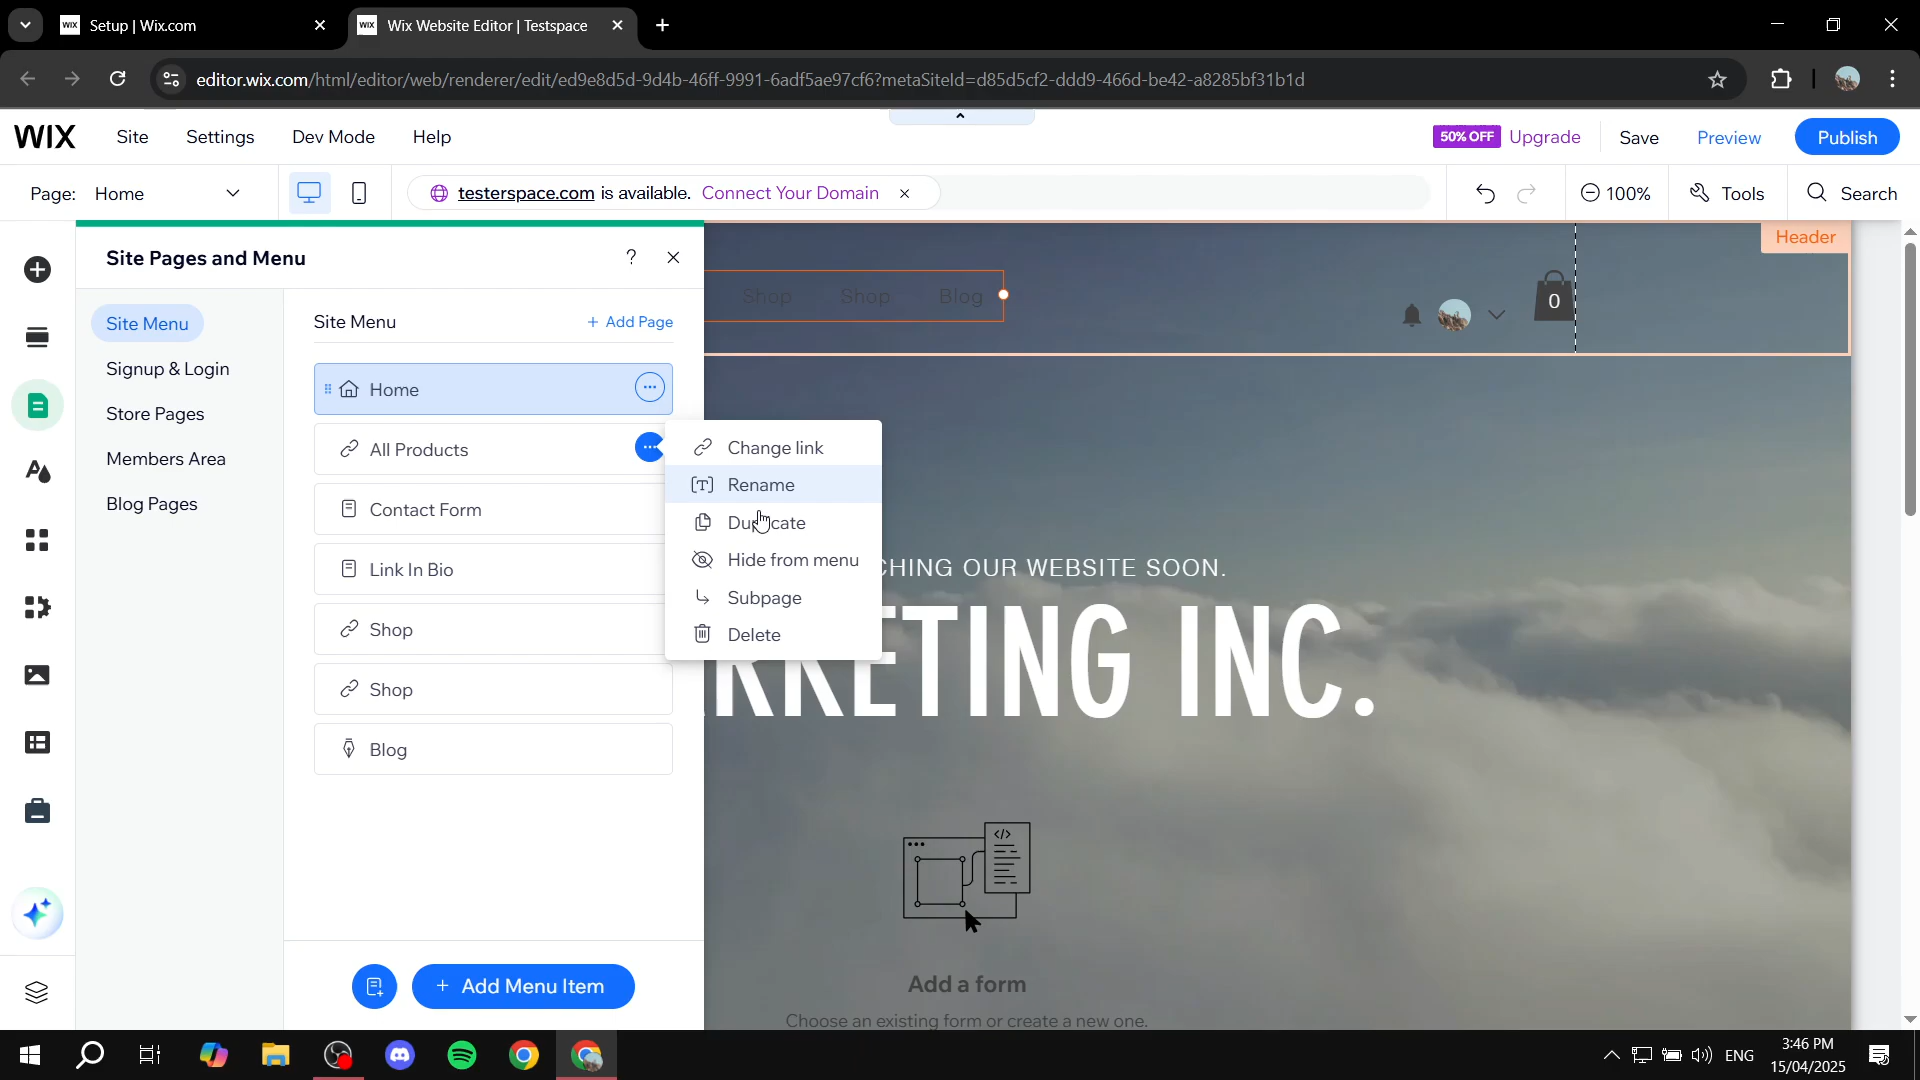 WIX Setup | Wix.com
WIX Wix Website Editor | Testspace
editor.wix.com/html/editor/web/renderer/edit/ed9e8d5d-9d4b-46ff-9991-6adf5ae97cf6?metaSiteId=d85d5cf2-ddd9-466d-be42-a8285bf31b1d
WIX Site Settings Dev Mode Help 50% OFF Upgrade Save Preview Publish
Page: Home testerspace.com is available. Connect Your Domain 100% Tools Search
Header
Site Pages and Menu ?
Shop Shop Blog 0
Site Menu
Signup & Login
Store Pages
Members Area
Blog Pages
Site Menu + Add Page
Home
All Products
Contact Form
Link In Bio
Shop
Shop
Blog
+ Add Menu Item
Change link
Rename
Duplicate
Hide from menu
Subpage
Delete
CHING OUR WEBSITE SOON.
RKETING INC.
Add a form
Choose an existing form or create a new one.
ENG
3:46 PM
15/04/2025